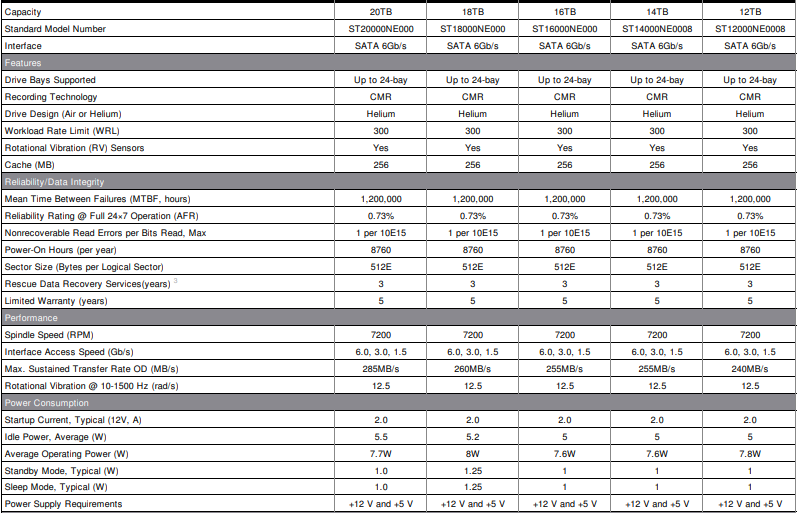 Capacity 20TB 18TB 16TB 14TB 12TB
Standard Model Number ST20000NE000 ST18000NE000 ST16000NE000 ST14000NE0008 ST12000NE0008
Interface SATA 6Gb/s SATA 6Gb/s SATA 6Gb/s SATA 6Gb/s SATA 6Gb/s
Features
Drive Bays Supported Up to 24-bay Up to 24-bay Up to 24-bay Up to 24-bay Up to 24-bay
Recording Technology CMR CMR CMR CMR CMR
Drive Design (Air or Helium) Helium Helium Helium Helium Helium
Workload Rate Limit (WRL) 300 300 300 300 300
Rotational Vibration (RV) Sensors Yes Yes Yes Yes Yes
Cache (MB) 256 256 256 256 256
Reliability/Data Integrity
Mean Time Between Failures (MTBF, hours) 1,200,000 1,200,000 1,200,000 1,200,000 1,200,000
Reliability Rating @ Full 24×7 Operation (AFR) 0.73% 0.73% 0.73% 0.73% 0.73%
Nonrecoverable Read Errors per Bits Read, Max 1 per 10E15 1 per 10E15 1 per 10E15 1 per 10E15 1 per 10E15
Power-On Hours (per year) 8760 8760 8760 8760 8760
Sector Size (Bytes per Logical Sector) 512E 512E 512E 512E 512E
Rescue Data Recovery Services(years) 3 3 3 3 3 3
Limited Warranty (years) 5 5 5 5 5
Performance
Spindle Speed (RPM) 7200 7200 7200 7200 7200
Interface Access Speed (Gb/s) 6.0, 3.0, 1.5 6.0, 3.0, 1.5 6.0, 3.0, 1.5 6.0, 3.0, 1.5 6.0, 3.0, 1.5
Max. Sustained Transfer Rate OD (MB/s) 285MB/s 260MB/s 255MB/s 255MB/s 240MB/s
Rotational Vibration @ 10-1500 Hz (rad/s) 12.5 12.5 12.5 12.5 12.5
Power Consumption
Startup Current, Typical (12V, A) 2.0 2.0 2.0 2.0 2.0
Idle Power, Average (W) 5.5 5.2 5 5 5
Average Operating Power (W) 7.7W 8W 7.6W 7.6W 7.8W
Standby Mode, Typical (W) 1.0 1.25 1 1 1
Sleep Mode, Typical (W) 1.0 1.25 1 1 1
Power Supply Requirements +12 V and +5 V +12 V and +5 V +12 V and +5 V +12 V and +5 V +12 V and +5 V